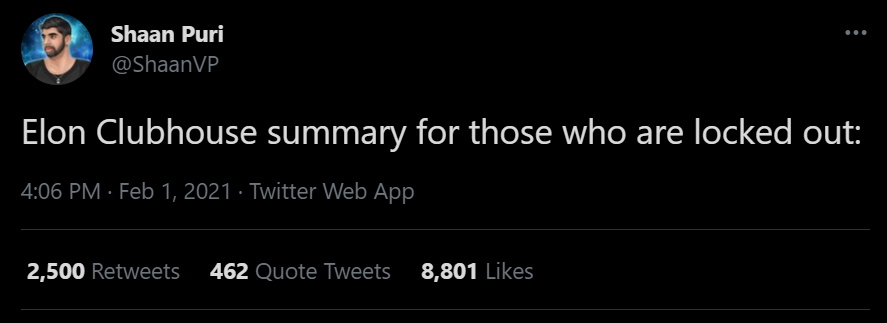 Shaan Puri
@ShaanVP
Elon Clubhouse summary for those who are locked out:
4:06 PM · Feb 1, 2021 · Twitter Web App
2,500 Retweets 462 Quote Tweets 8,801 Likes